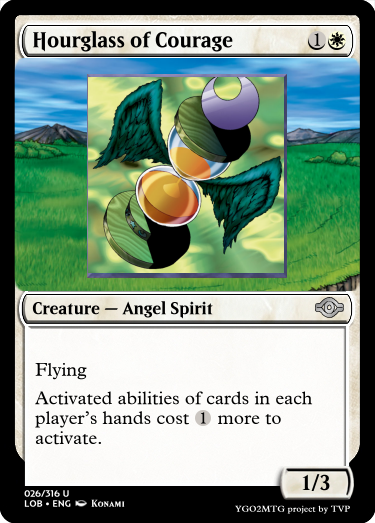 Hourglass of Courage 1
Creature — Angel Spirit
Flying
Activated abilities of cards in each
player's hands cost 1 more to
activate.
1/3
026/316 U
LOB • ENG KONAMI
YGO2MTG project by TVP